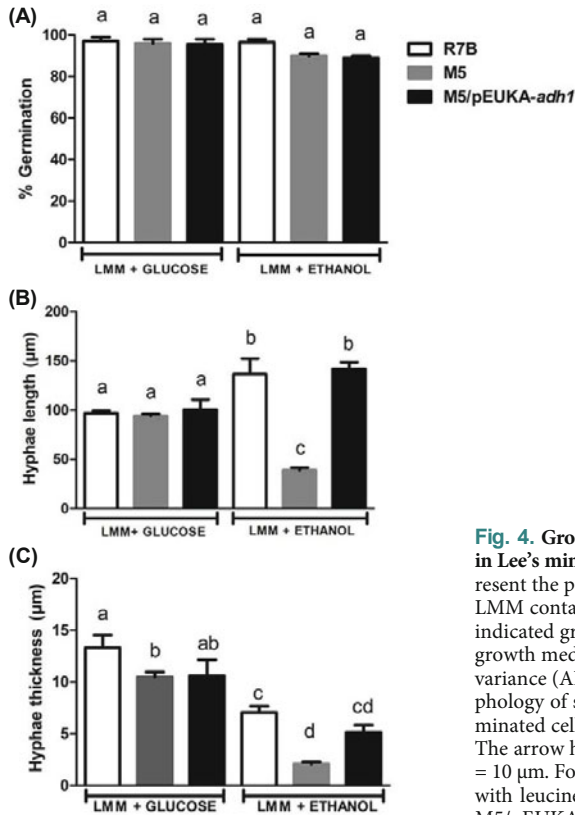 (A)
a a a a a a
% Germination
100
80
60
40
20
0
LMM + GLUCOSE LMM + ETHANOL
R7B
M5
M5/pEUKA-adh1
(B)
Hyphae length (µm)
200
150
100
50
0
a a a b c b
LMM+ GLUCOSE LMM + ETHANOL
(C)
Hyphae thickness (µm)
20
15
10
5
0
a b ab c d cd
LMM + GLUCOSE LMM + ETHANOL
Fig. 4. Gro
in Lee's min
resent the p
LMM conta
indicated gr
growth med
variance (A
phology of s
minated cel
The arrow h
= 10 µm. Fo
with leucine